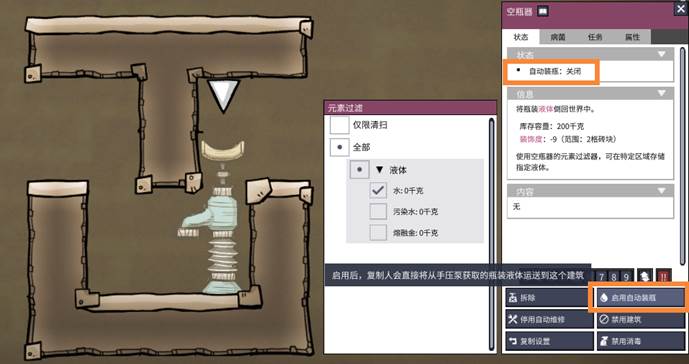 空瓶器
状态 病菌 任务 属性
状态
• 自动装瓶：关闭
信息
将瓶装液体倒回世界中。
库存容量：200千克
装饰度：-9（范围：2格砖块）
使用空瓶器的元素过滤器，可在特定区域存储
指定液体。
内容
无
元素过滤
仅限清扫
全部
液体
水: 0千克
污染水: 0千克
熔融金: 0千克
启用后，复制人会直接将从手压泵获取的瓶装液体运送到这个建筑
7 8 9 !!
拆除 启用自动装瓶
停用自动维修 禁用建筑
复制设置 禁用消毒